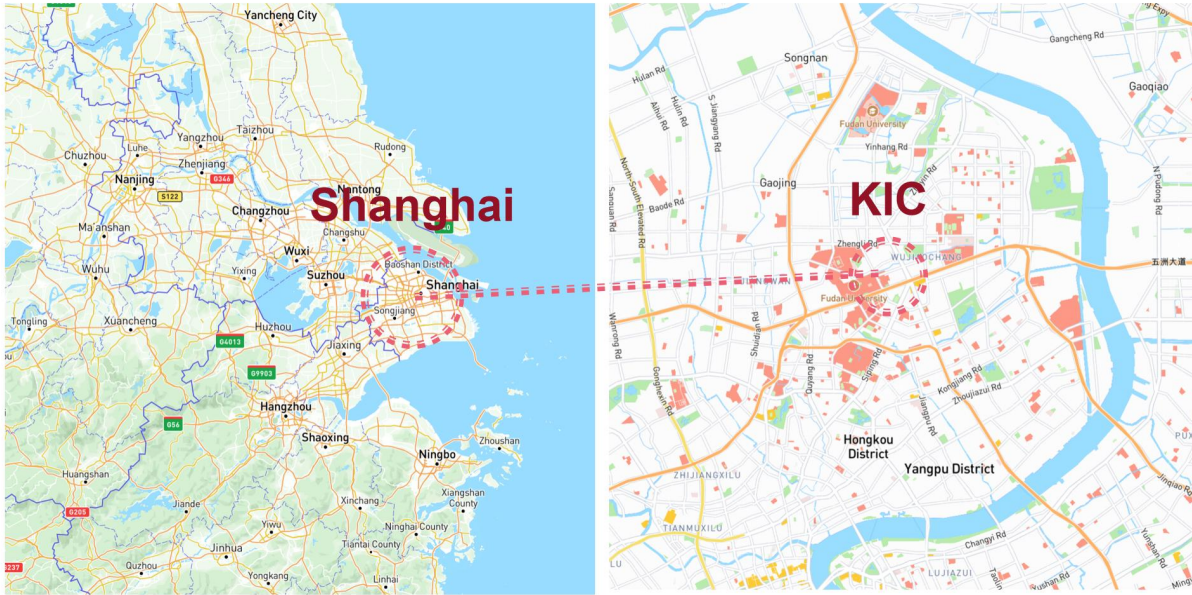 Yancheng City
Taizhou
Yangzhou
Luhe
Rudong
Chuzhou
Zhenjiang
Nanjing
G346
S122
Nantong
Shanghai
Changzhou
Ma'anshan
Changshu
Wuxi
Baoshan District
Wuhu
Yixing
Suzhou
Shanghai
Songjiang
Tongling
Xuancheng
Huzhou
G4013
Jiaxing
G9903
Hangzhou
G56
Shaoxing
Zhoushan
Ningbo
Huangshan
Xiangshan
County
Jiande
Xinchang
G205
Yiwu
Ninghai County
Jinhua
Tiantai County
G237
Quzhou
Yongkang
Linhai
Gangcheng Rd
Songnan
Hulan Rd
Gaoqiao
Hulin Rd
Aihui Rd
S Jiangyang Rd
Fudan University
Yinhang Rd
North-South Elevated Rd
N Pudong Rd
Gaojing
KIC
Baode Rd
Sanquan Rd
Zhengli Rd
WUJIAOCHANG
五洲大道
Fudan University
Wanrong Rd
Shuidian Rd
Quyang Rd
Siping Rd
Gonghexin Rd
Kongjiang Rd
Zhoujiazui Rd
Jiangpu Rd
Hongkou
District
Yangpu District
ZHIJIANGXILU
Jinqiao Rd
TIANMUXILU
Changyi Rd
Yunshan Rd
LUJIAZUI
Yushan Rd